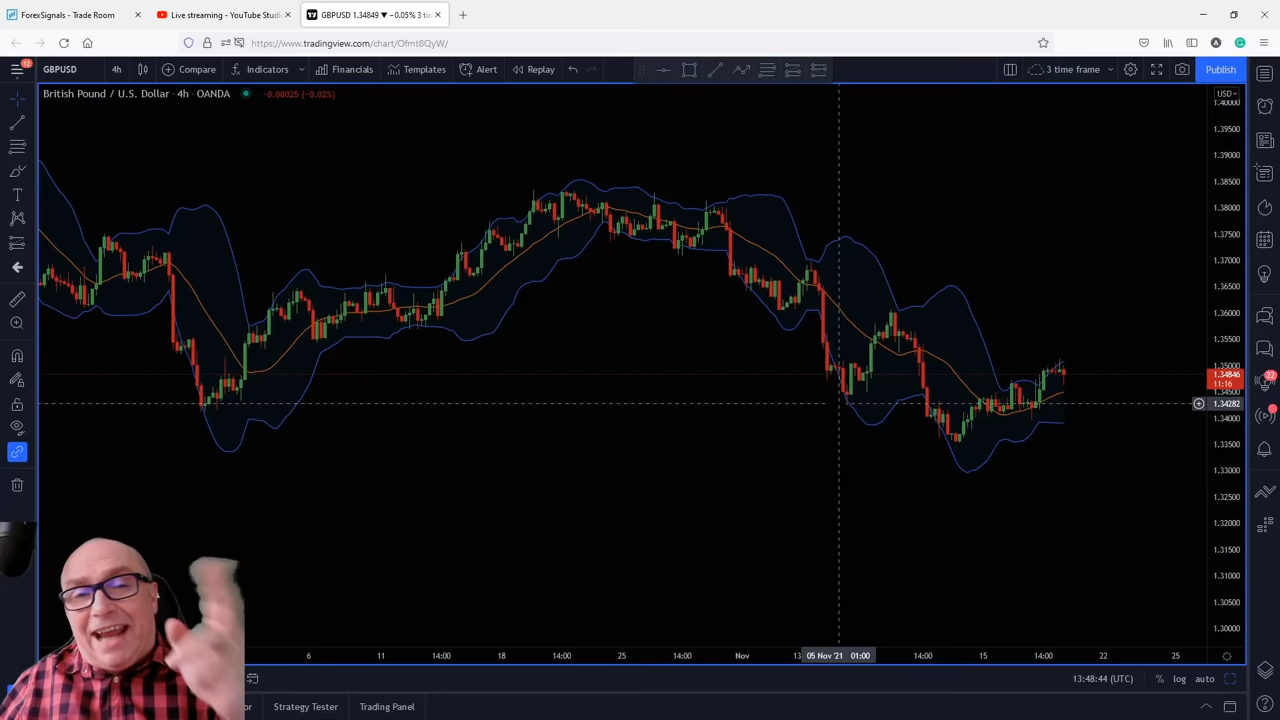 ForexSignals - Trade Room
Live streaming - YouTube Studi
GBPUSD 1.34849 ▼ −0.05% 3 tim
https://www.tradingview.com/chart/Ofmt8QyW/
12
GBPUSD
4h
Compare
Indicators
Financials
Templates
Alert
Replay
3 time frame
Publish
British Pound / U.S. Dollar · 4h · OANDA
-0.00025 (−0.02%)
USD
1.40000
1.39500
1.39000
1.38500
1.38000
1.37500
1.37000
1.36500
1.36000
1.35500
1.35000
1.34846
11:16
1.34500
1.34282
1.34000
1.33500
1.33000
1.32500
1.32000
1.31500
1.31000
1.30500
1.30000
22
6
11
14:00
18
14:00
25
14:00
Nov
05 Nov '21 01:00
14:00
15
14:00
22
25
13:48:44 (UTC)
%
log
auto
Strategy Tester
Trading Panel